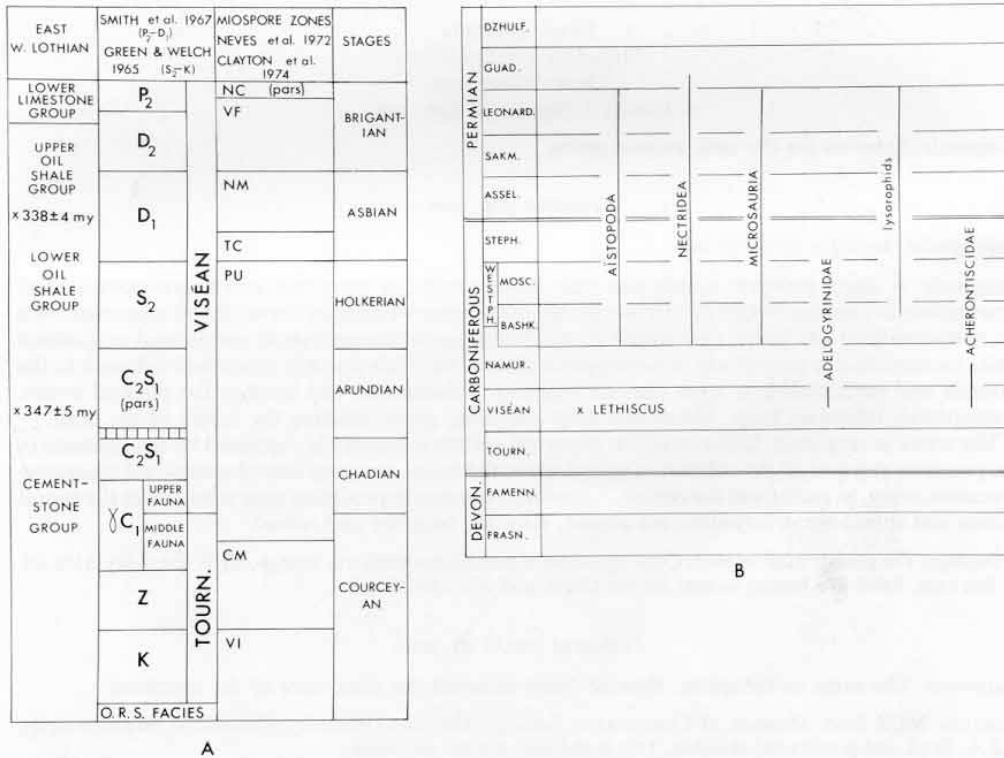 EAST
W. LOTHIAN
SMITH et al. 1967
(P₂-D₁)
GREEN & WELCH
1965 (S₂-K)
MIOSPORE ZONES
NEVES et al. 1972
CLAYTON et al.
1974
STAGES
LOWER
LIMESTONE
GROUP
UPPER
OIL
SHALE
GROUP
x 338±4 my
LOWER
OIL
SHALE
GROUP
x 347±5 my
CEMENT-
STONE
GROUP
P₂
D₂
D₁
S₂
C₂S₁
(pars)
C₂S₁
γC₁
UPPER
FAUNA
MIDDLE
FAUNA
Z
K
O.R.S. FACIES
VISÉAN
TOURN
NC (pars)
VF
NM
TC
PU
CM
VI
BRIGANT-
IAN
ASBIAN
HOLKERIAN
ARUNDIAN
CHADIAN
COURCEY-
AN
A
PERMIAN
CARBONIFEROUS
DEVON.
DZHULF.
GUAD.
LEONARD.
SAKM.
ASSEL.
STEPH.
WESTPH.
MOSC.
BASHK.
NAMUR.
VISÉAN
TOURN.
FAMENN.
FRASN.
x LETHISCUS
AÏSTOPODA
NECTRIDEA
MICROSAURIA
ADELOGYRINIDAE
lysorophids
ACHERONTISCIDAE
B